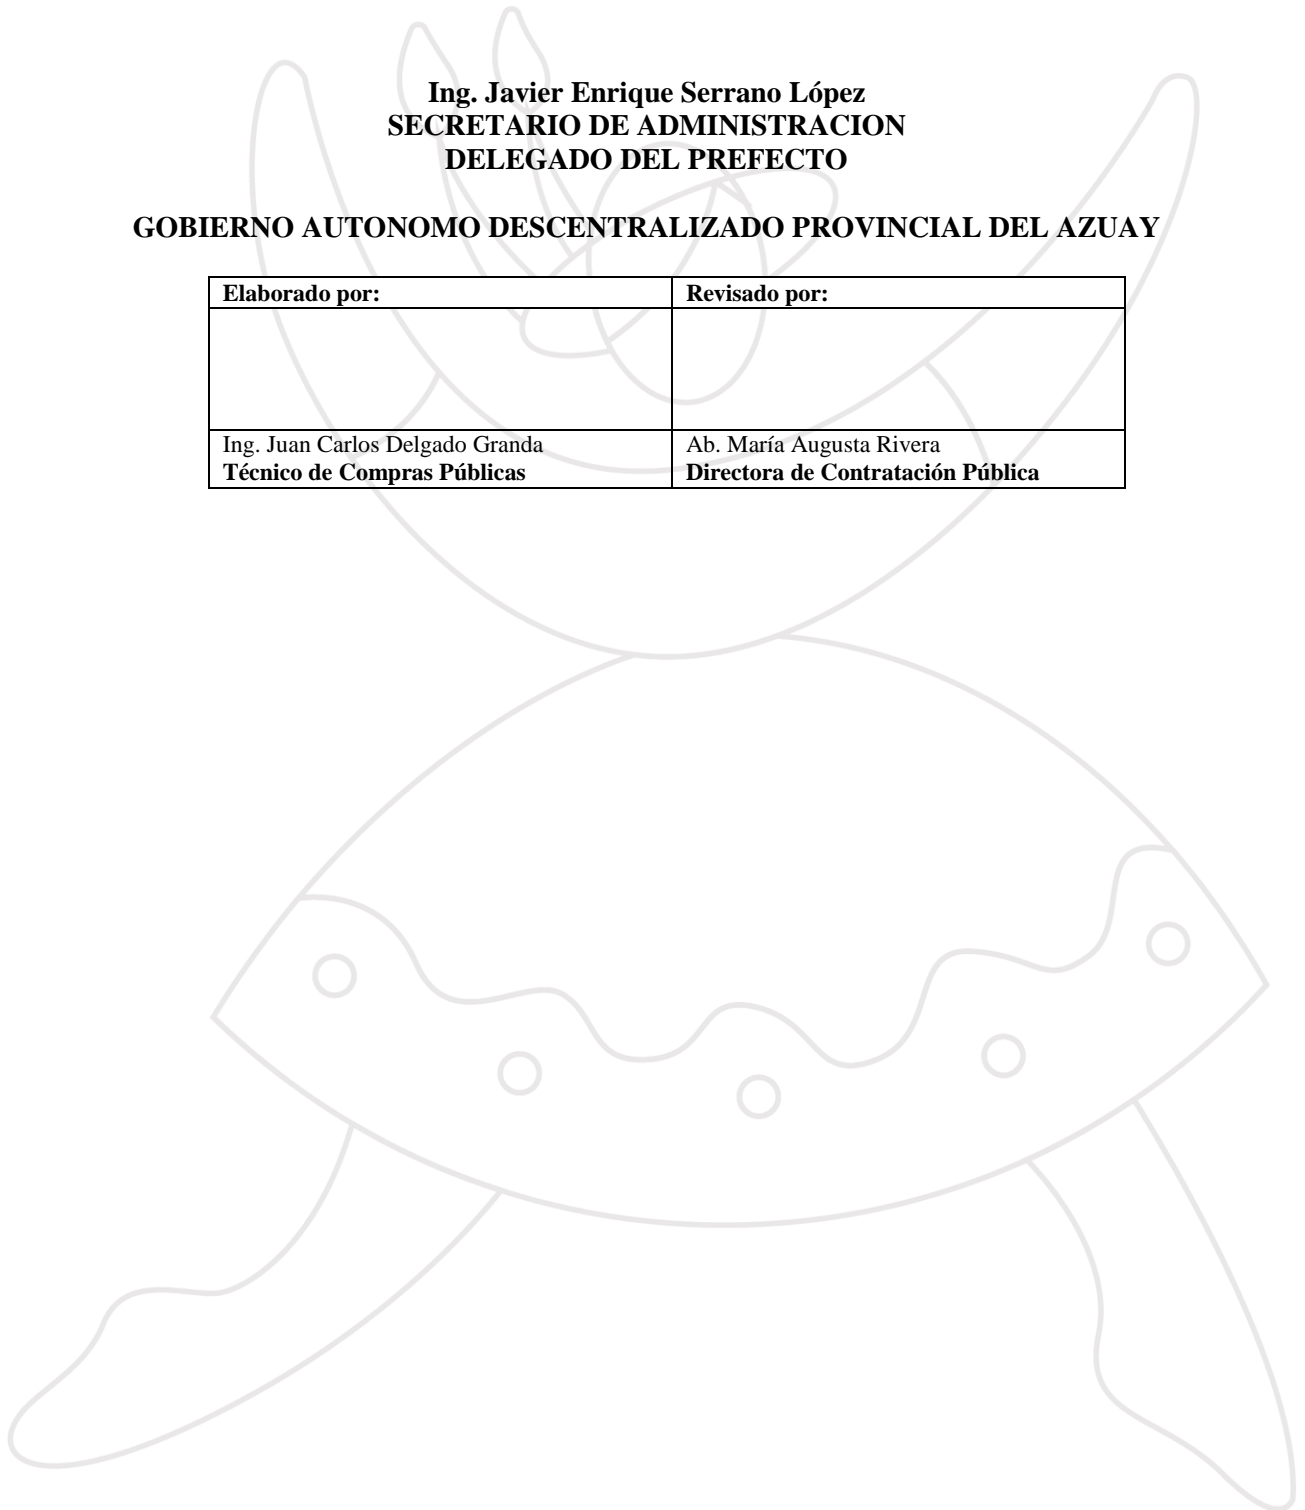 Ing. Javier Enrique Serrano López
SECRETARIO DE ADMINISTRACION
DELEGADO DEL PREFECTO
GOBIERNO AUTONOMO DESCENTRALIZADO PROVINCIAL DEL AZUAY
Elaborado por: Revisado por:
Ing. Juan Carlos Delgado Granda Ab. María Augusta Rivera
Técnico de Compras Públicas Directora de Contratación Pública